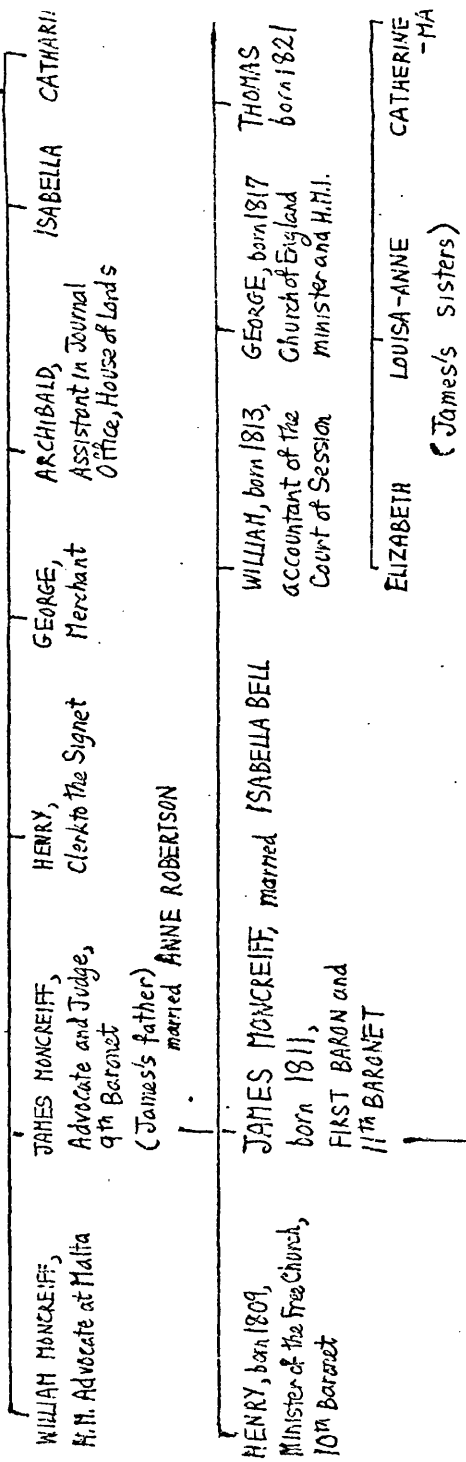 WILLIAM MONCREIFF,
H.M. Advocate at Malta
JAMES MONCREIFF,
Advocate and Judge,
9th Baronet
(James's father)
married ANNE ROBERTSON
HENRY,
Clerk to the Signet
GEORGE,
Merchant
ARCHIBALD,
Assistant in Journal
Office, House of Lords
ISABELLA
HENRY, born 1809,
Minister of the Free Church,
10th Baronet
JAMES MONCREIFF, married ISABELLA BELL
born 1811,
FIRST BARON and
11th BARONET
WILLIAM, born 1813,
accountant of the
Court of Session
GEORGE, born 1817
Church of England
minister and H.M.I.
THOMAS
born 1821
ELIZABETH
LOUISA-ANNE
CATHERINE
-MA
(James's sisters)